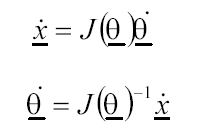 ẋ = J(θ)θ̇
θ̇ = J(θ)⁻¹ẋ